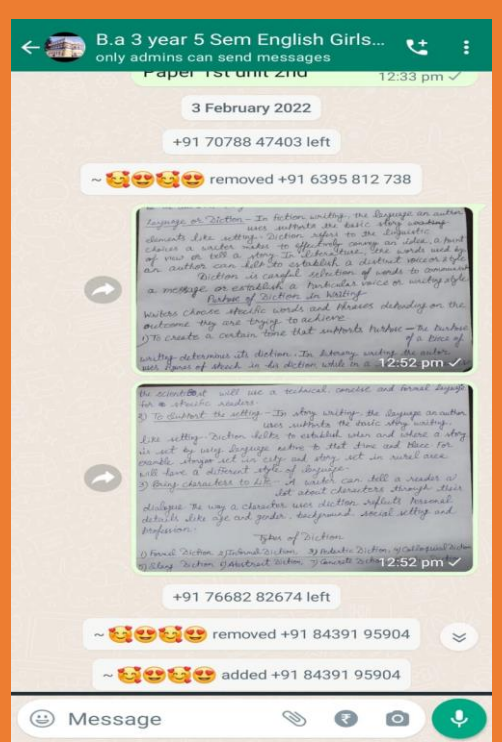 B.a 3 year 5 Sem English Girls...
only admins can send messages
Paper 1st unit 2nd
12:33 pm
3 February 2022
+91 70788 47403 left
~🥰😍🥰😍 removed +91 6395 812 738
Language or Diction - In fiction writing, the language an author
uses supports the basic story
elements like setting. Diction refers to the linguistic
choices a writer makes to effectively convey an idea, a point
of view or tell a story. In literature, the words used by
an author can help to establish a distinct voice or style
Diction is careful selection of words to communicate
a message or establish a particular voice or writing style
Purpose of Diction in Writing
Writers choose specific words and phrases depending on the
outcome they are trying to achieve
1) To create a certain tone that supports purpose - The purpose
of a piece of
writing determines its diction. In literary writing the author
uses figures of speech in his diction while in a
12:52 pm
the scientist will use a technical, concise and formal language
for a specific readers.
2) To Support the setting - In story writing, the language an author
uses supports the basic story writing,
like setting. Diction helps to establish when and where a story
is set by using language native to that time and place For
example story set in city and story set in rural area
will have a different style of language.
3) Bring characters to Life - A writer can tell a reader a
lot about characters through their
dialogue The way a character uses diction reflects personal
details like age and gender, background social setting and
Profession.
Types of Diction
1) Formal Diction 2) Informal Diction 3) Pedantic Diction, 4) Colloquial Diction
5) Slang Diction 6) Abstract Diction 7) Concrete Diction
12:52 pm
+91 76682 82674 left
~🥰😍🥰😍 removed +91 84391 95904
~🥰😍🥰😍 added +91 84391 95904
Message